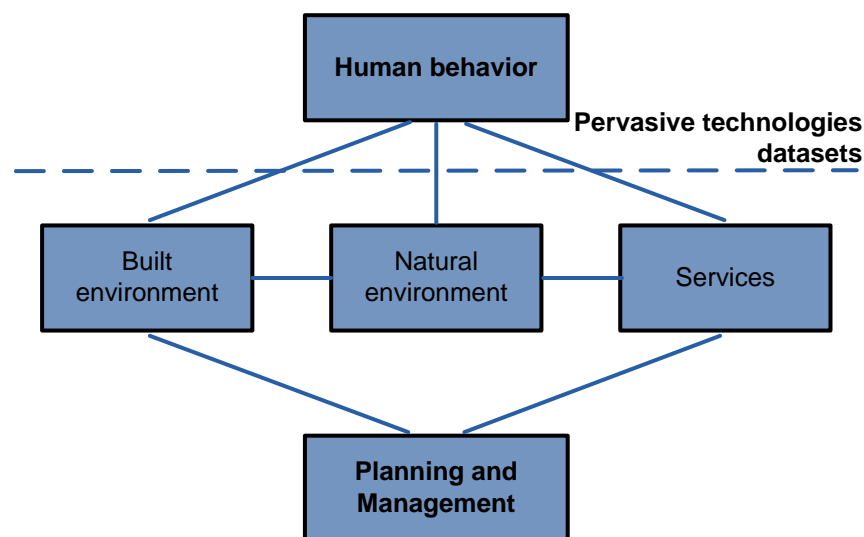 Human behavior
Pervasive technologies
datasets
Built
environment
Natural
environment
Services
Planning and
Management